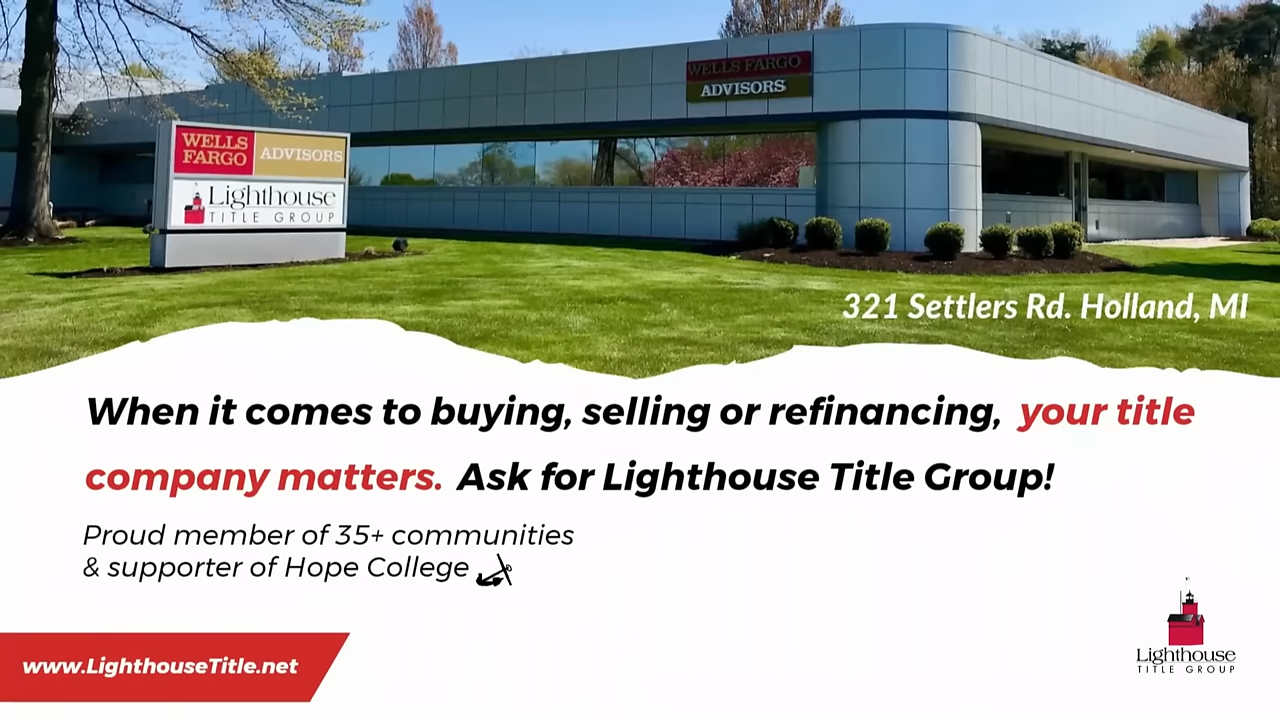 WELLS FARGO
ADVISORS
WELLS
FARGO
ADVISORS
Lighthouse
TITLE GROUP
321 Settlers Rd. Holland, MI
When it comes to buying, selling or refinancing, your title
company matters. Ask for Lighthouse Title Group!
Proud member of 35+ communities
& supporter of Hope College
www.LighthouseTitle.net
Lighthouse
TITLE GROUP